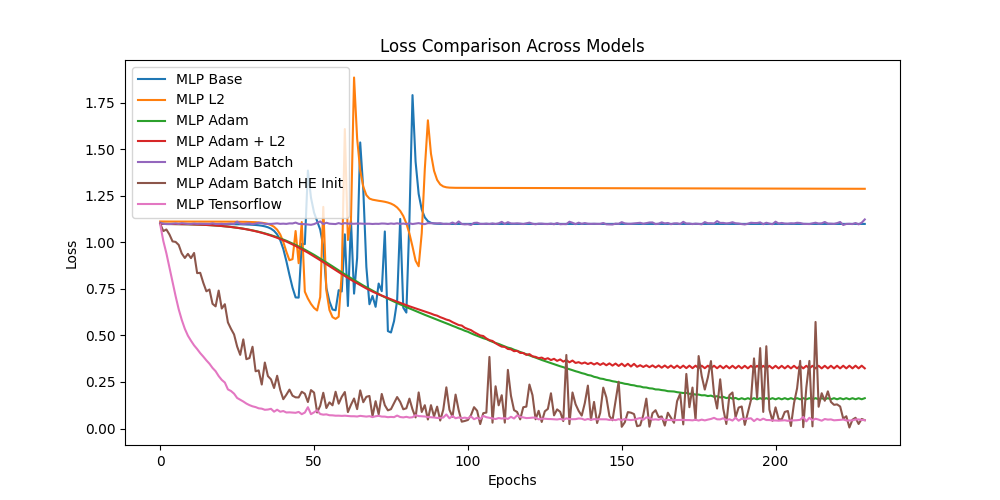 Loss Comparison Across Models
MLP Base
MLP L2
MLP Adam
MLP Adam + L2
MLP Adam Batch
MLP Adam Batch HE Init
MLP Tensorflow
Loss
1.75
1.50
1.25
1.00
0.75
0.50
0.25
0.00
0
50
100
150
200
Epochs